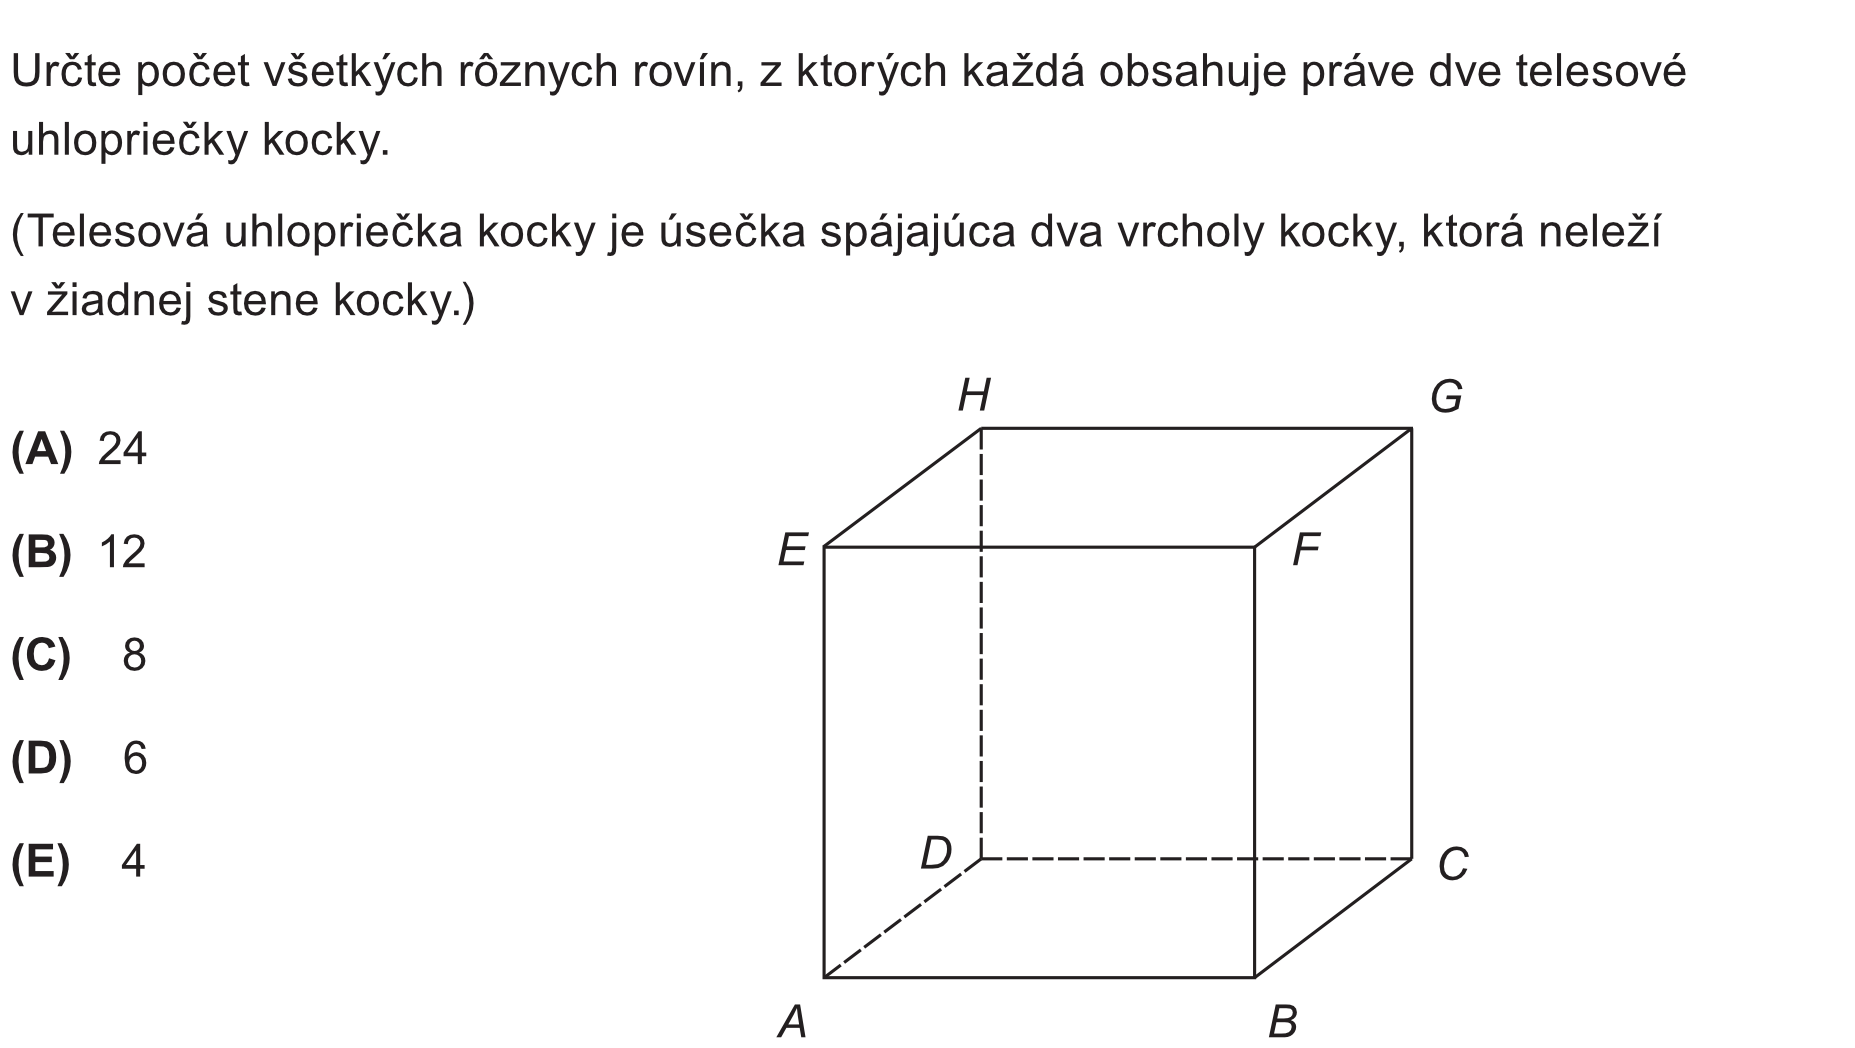 Určte počet všetkých rôznych rovín, z ktorých každá obsahuje práve dve telesové
uhlopriečky kocky.
(Telesová uhlopriečka kocky je úsečka spájajúca dva vrcholy kocky, ktorá neleží
v žiadnej stene kocky.)
(A) 24
(B) 12
(C) 8
(D) 6
(E) 4
H
G
E
F
D
C
A
B